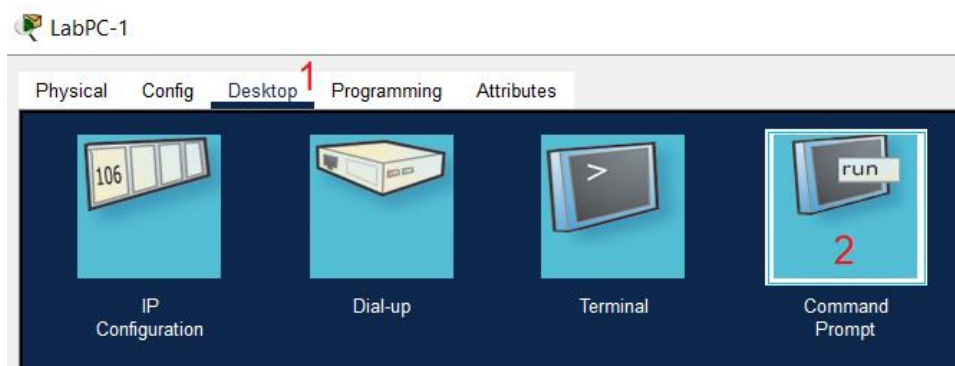 LabPC-1
1
Physical Config Desktop Programming Attributes
106
>
run
2
IP
Configuration
Dial-up
Terminal
Command
Prompt